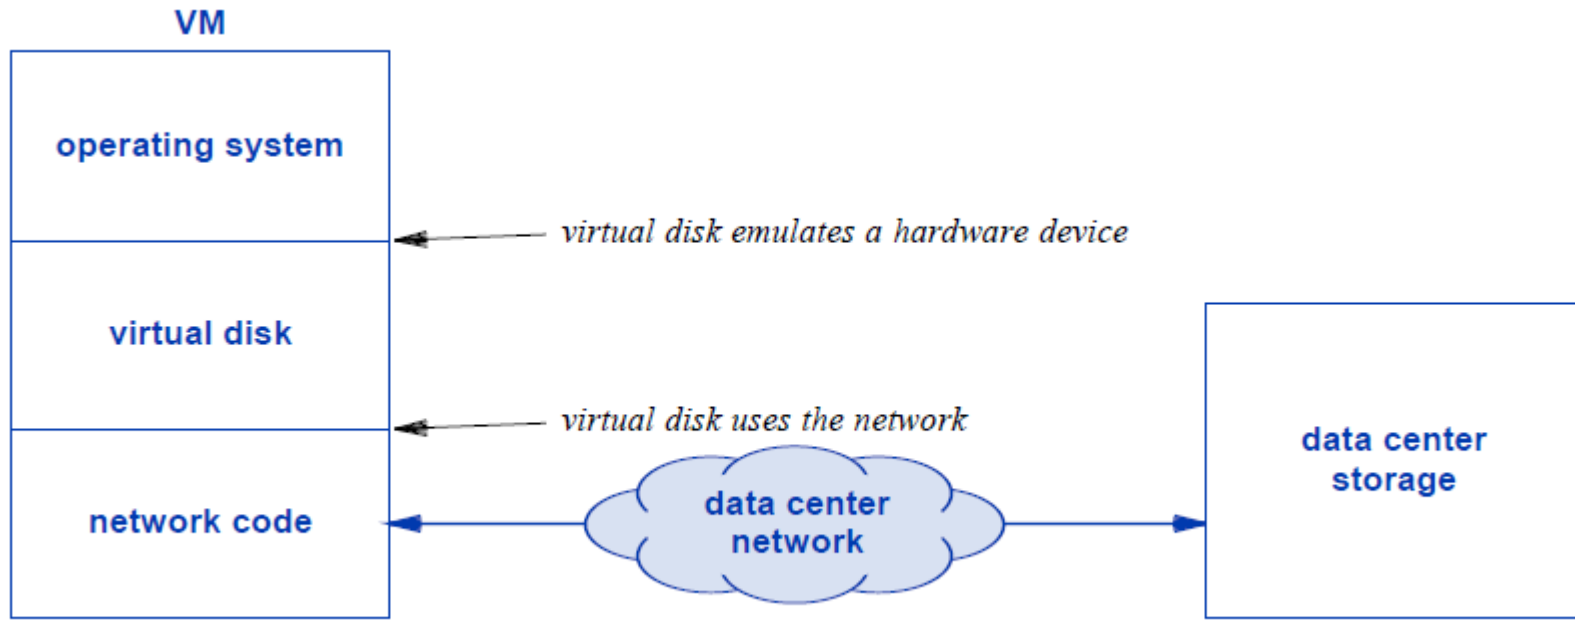 VM
operating system
virtual disk emulates a hardware device
virtual disk
virtual disk uses the network
network code
data center
network
data center
storage